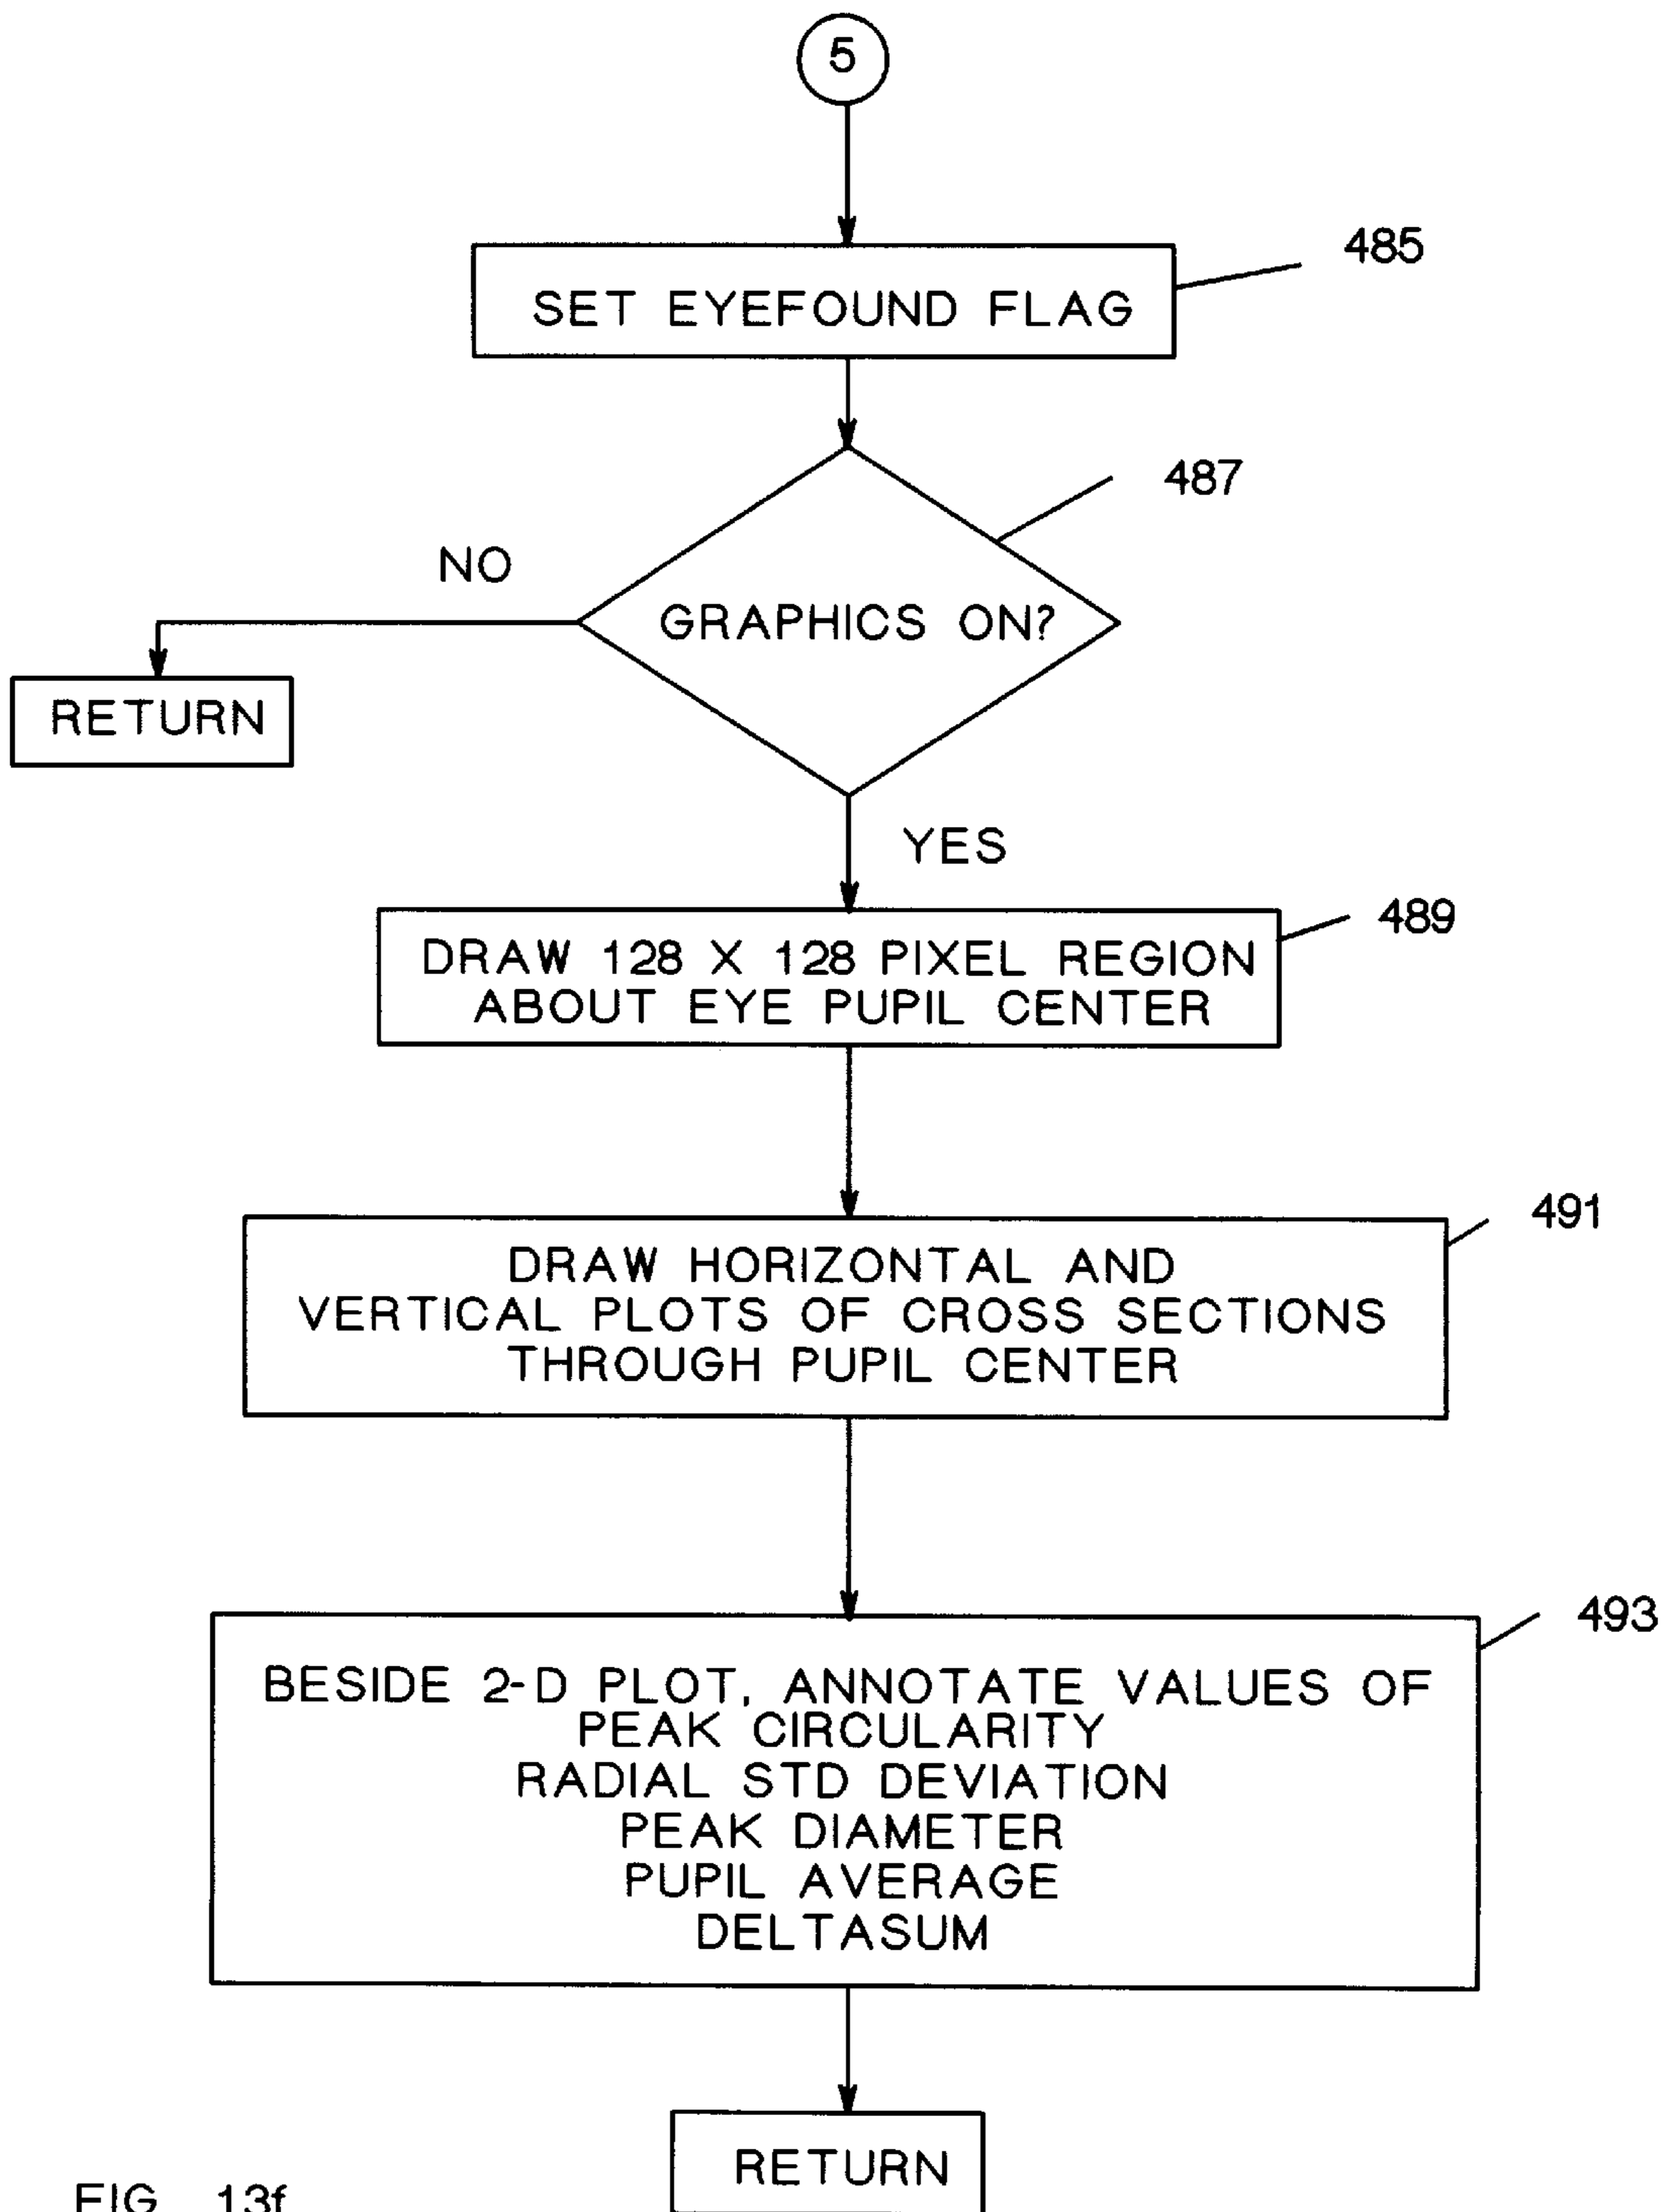 5
485
SET EYEFOUND FLAG
487
NO
GRAPHICS ON?
RETURN
YES
489
DRAW 128 X 128 PIXEL REGION
ABOUT EYE PUPIL CENTER
491
DRAW HORIZONTAL AND
VERTICAL PLOTS OF CROSS SECTIONS
THROUGH PUPIL CENTER
493
BESIDE 2-D PLOT, ANNOTATE VALUES OF
PEAK CIRCULARITY
RADIAL STD DEVIATION
PEAK DIAMETER
PUPIL AVERAGE
DELTASUM
RETURN
FIG. 13f